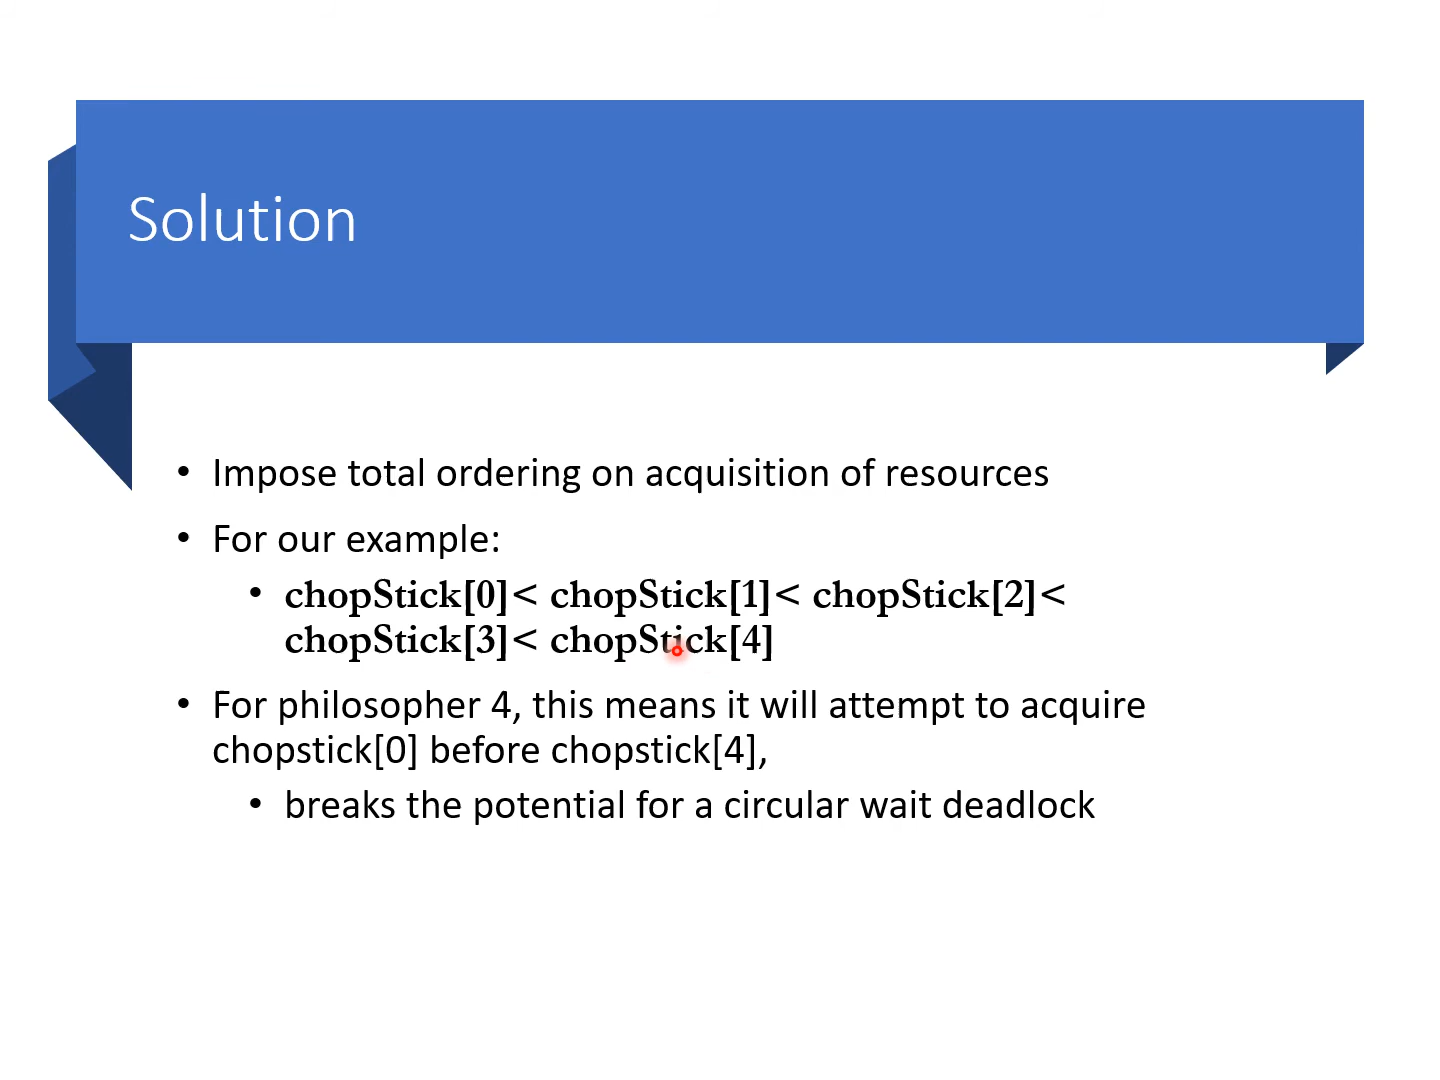 Solution
• Impose total ordering on acquisition of resources
• For our example:
• chopStick[0]< chopStick[1]< chopStick[2]<
chopStick[3]< chopStick[4]
• For philosopher 4, this means it will attempt to acquire
chopstick[0] before chopstick[4],
• breaks the potential for a circular wait deadlock